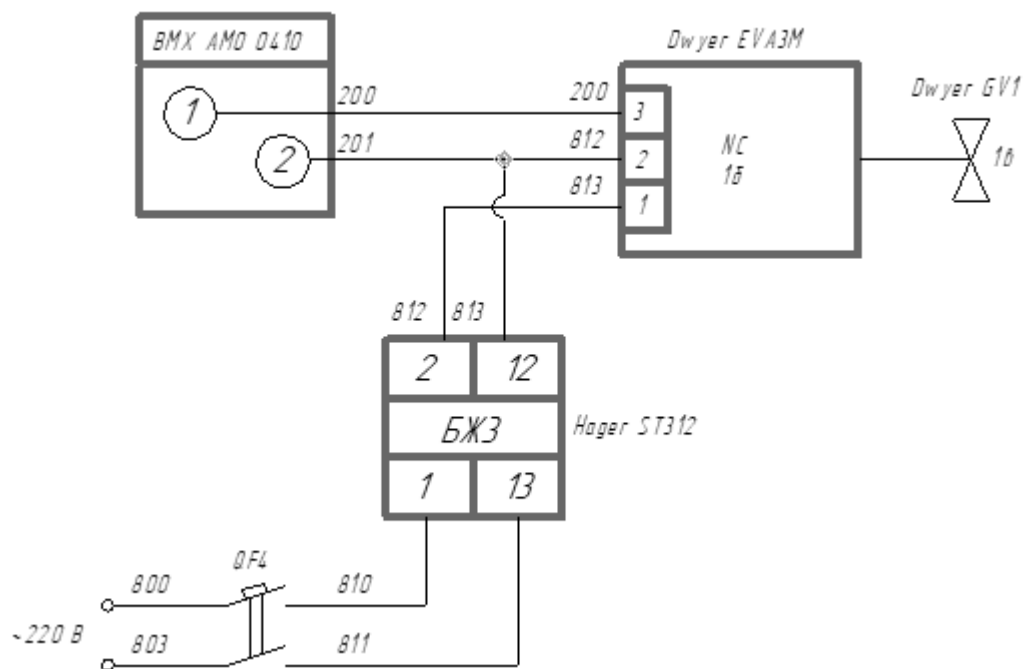 BMX AMO 0410
Dwyer EVA3M
Dwyer GV1
1
200
200
3
2
201
812
2
NC
1б
1в
813
1
812
813
2
12
БЖЗ
Hager ST312
1
13
QF4
800
810
~220 В
803
811